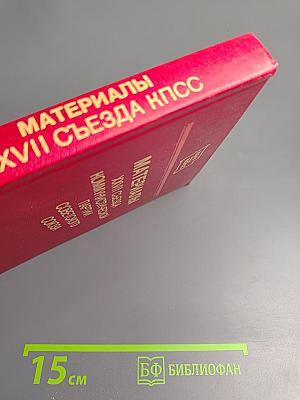 МАТЕРИАЛЫ
XVII СЪЕЗДА КПСС
МАТЕРИАЛЫ
XXVII СЪЕЗДА
КОММУНИСТИЧЕСКОЙ
ПАРТИИ
СОВЕТСКОГО
СОЮЗА
15 см
БФ БИБЛИОФАН